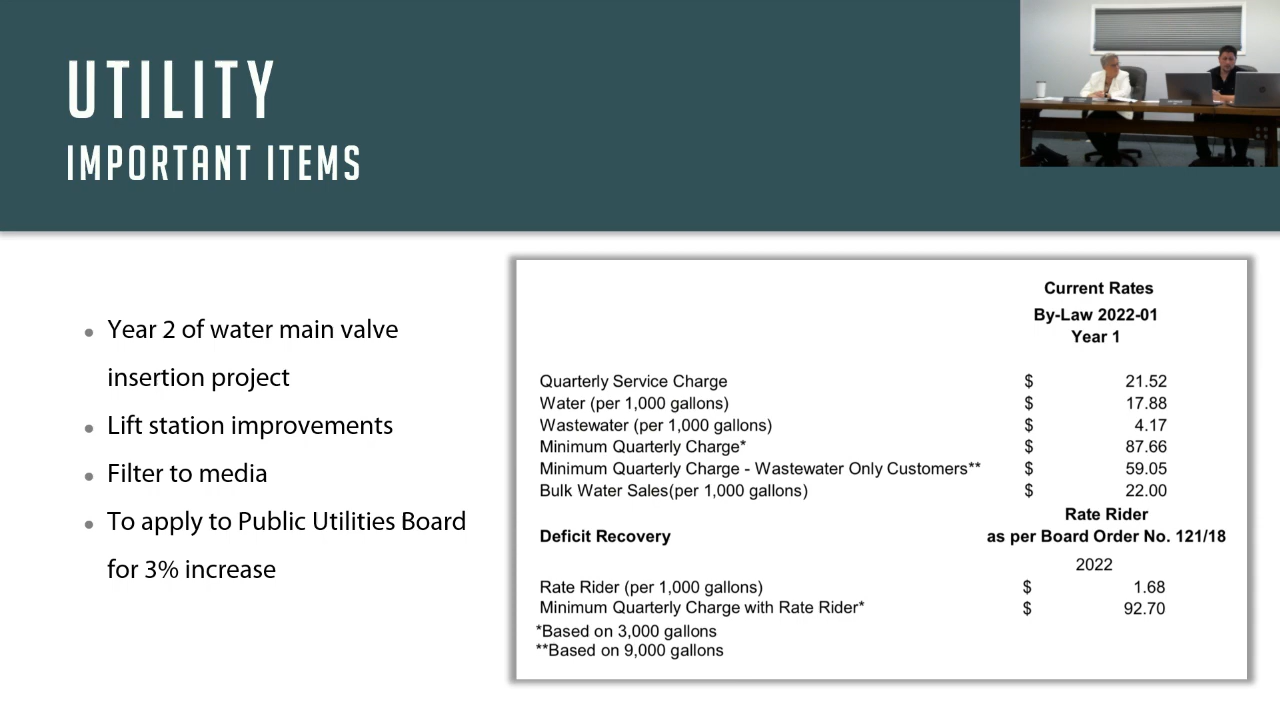 UTILITY
IMPORTANT ITEMS
• Year 2 of water main valve
insertion project
• Lift station improvements
• Filter to media
• To apply to Public Utilities Board
for 3% increase
Current Rates
By-Law 2022-01
Year 1
Quarterly Service Charge $ 21.52
Water (per 1,000 gallons) $ 17.88
Wastewater (per 1,000 gallons) $ 4.17
Minimum Quarterly Charge* $ 87.66
Minimum Quarterly Charge - Wastewater Only Customers** $ 59.05
Bulk Water Sales(per 1,000 gallons) $ 22.00
Rate Rider
Deficit Recovery as per Board Order No. 121/18
2022
Rate Rider (per 1,000 gallons) $ 1.68
Minimum Quarterly Charge with Rate Rider* $ 92.70
*Based on 3,000 gallons
**Based on 9,000 gallons